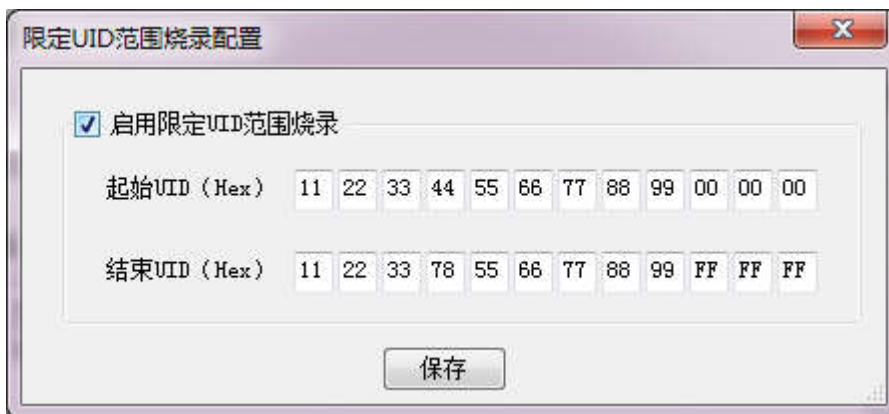 限定UID范围烧录配置
启用限定UID范围烧录
起始UID（Hex） 11 22 33 44 55 66 77 88 99 00 00 00
结束UID（Hex） 11 22 33 78 55 66 77 88 99 FF FF FF
保存